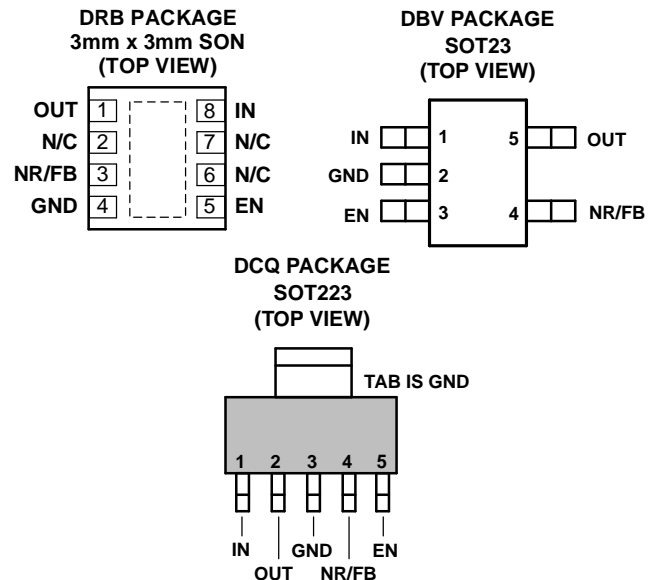 DRB PACKAGE
3mm x 3mm SON
(TOP VIEW)
OUT 1 8 IN
N/C 2 7 N/C
NR/FB 3 6 N/C
GND 4 5 EN
DBV PACKAGE
SOT23
(TOP VIEW)
IN 1 5 OUT
GND 2
EN 3 4 NR/FB
DCQ PACKAGE
SOT223
(TOP VIEW)
TAB IS GND
1 2 3 4 5
IN GND EN
OUT NR/FB